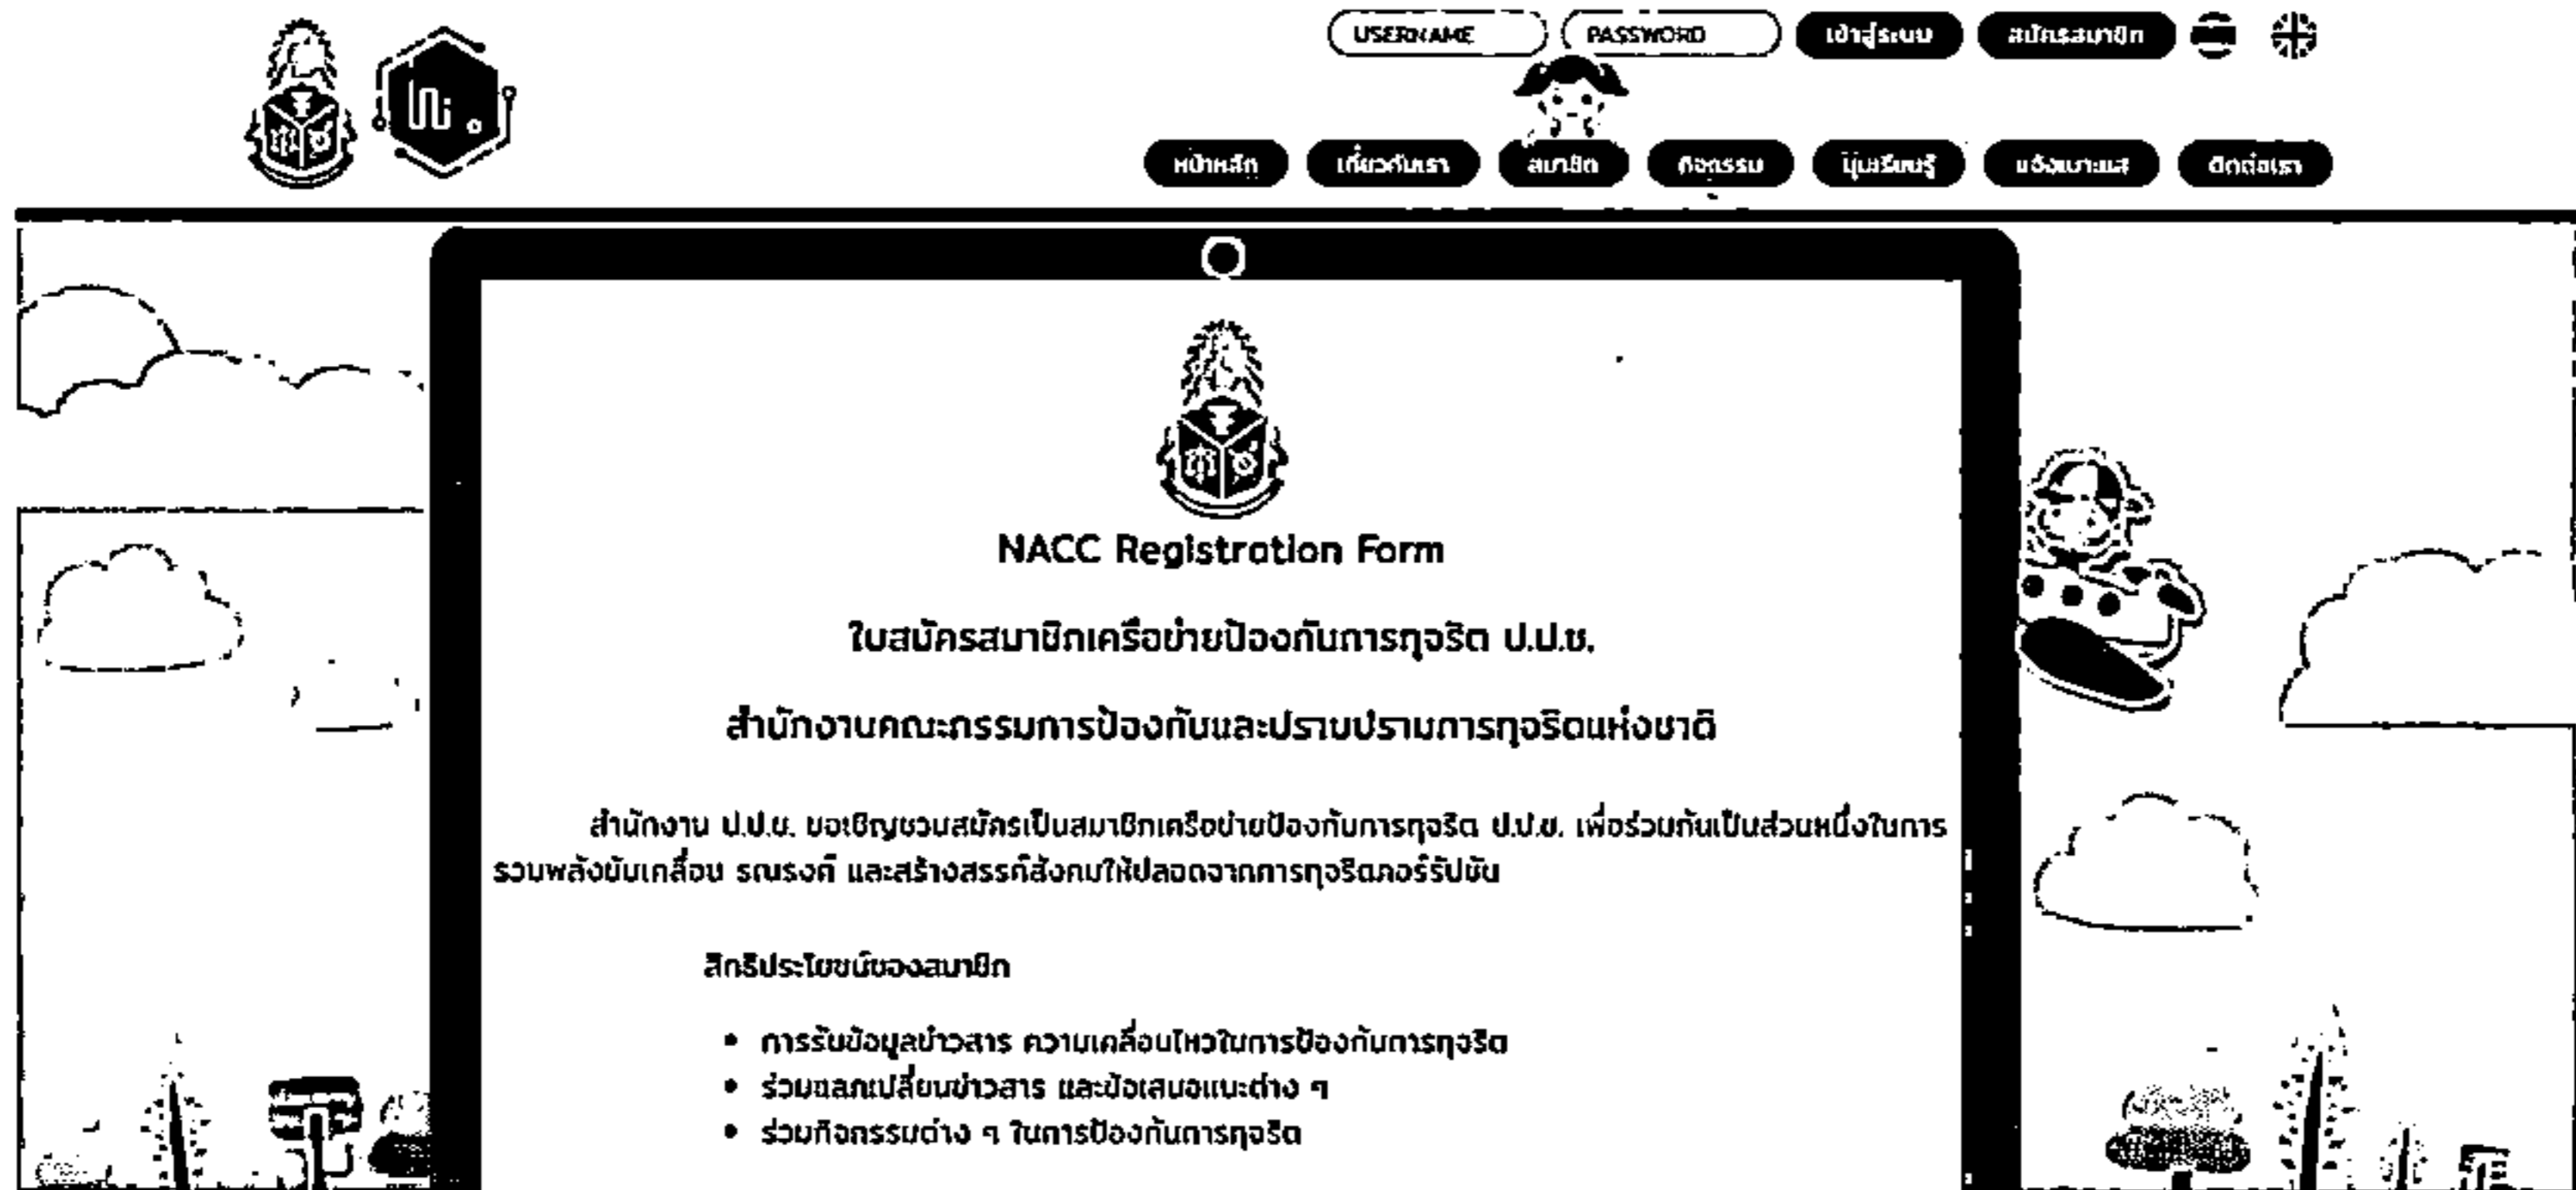 USERNAME PASSWORD เข้าสู่ระบบ สมัครสมาชิก
หน้าหลัก เกี่ยวกับเรา สมาชิก กิจกรรม มุมเรียนรู้ แจ้งเบาะแส ติดต่อเรา
NACC Registration Form
ใบสมัครสมาชิกเครือข่ายป้องกันการทุจริต ป.ป.ช.
สำนักงานคณะกรรมการป้องกันและปราบปรามการทุจริตแห่งชาติ
สำนักงาน ป.ป.ช. ขอเชิญชวนสมัครเป็นสมาชิกเครือข่ายป้องกันการทุจริต ป.ป.ช. เพื่อร่วมกันเป็นส่วนหนึ่งในการ
รวมพลังขับเคลื่อน รณรงค์ และสร้างสรรค์สังคมให้ปลอดจากการทุจริตคอร์รัปชัน
สิทธิประโยชน์ของสมาชิก
• การรับข้อมูลข่าวสาร ความเคลื่อนไหวในการป้องกันการทุจริต
• ร่วมแลกเปลี่ยนข่าวสาร และข้อเสนอแนะต่าง ๆ
• ร่วมกิจกรรมต่าง ๆ ในการป้องกันการทุจริต